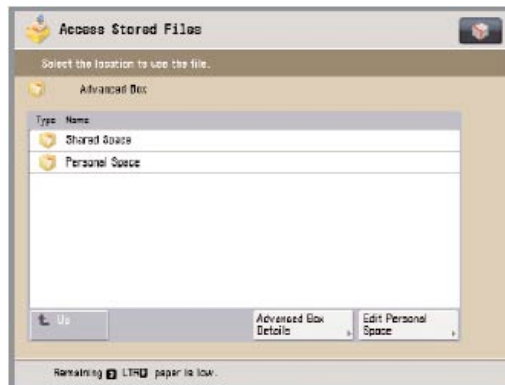 Access Stored Files
Select the location to use the file.
Advanced Box
Type Name
Shared Space
Personal Space
Up
Advanced Box
Details
Edit Personal
Space
Remaining 3 LTR paper is low.